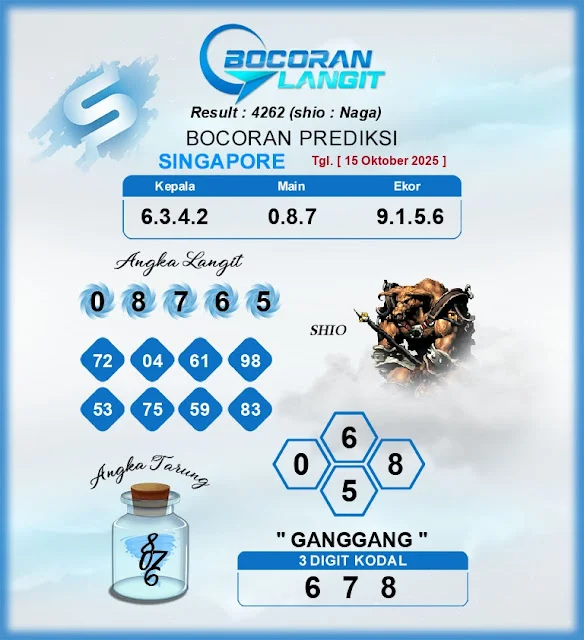 BOCORAN
LANGIT
Result : 4262 (shio : Naga)
BOCORAN PREDIKSI
SINGAPORE Tgl. [ 15 Oktober 2025 ]
Kepala Main Ekor
6.3.4.2 0.8.7 9.1.5.6
Angka Langit
0 8 7 6 5
SHIO
72 04 61 98
53 75 59 83
6
0 8
5
Angka Tarung
8
07
6
" GANGGANG "
3 DIGIT KODAL
6 7 8